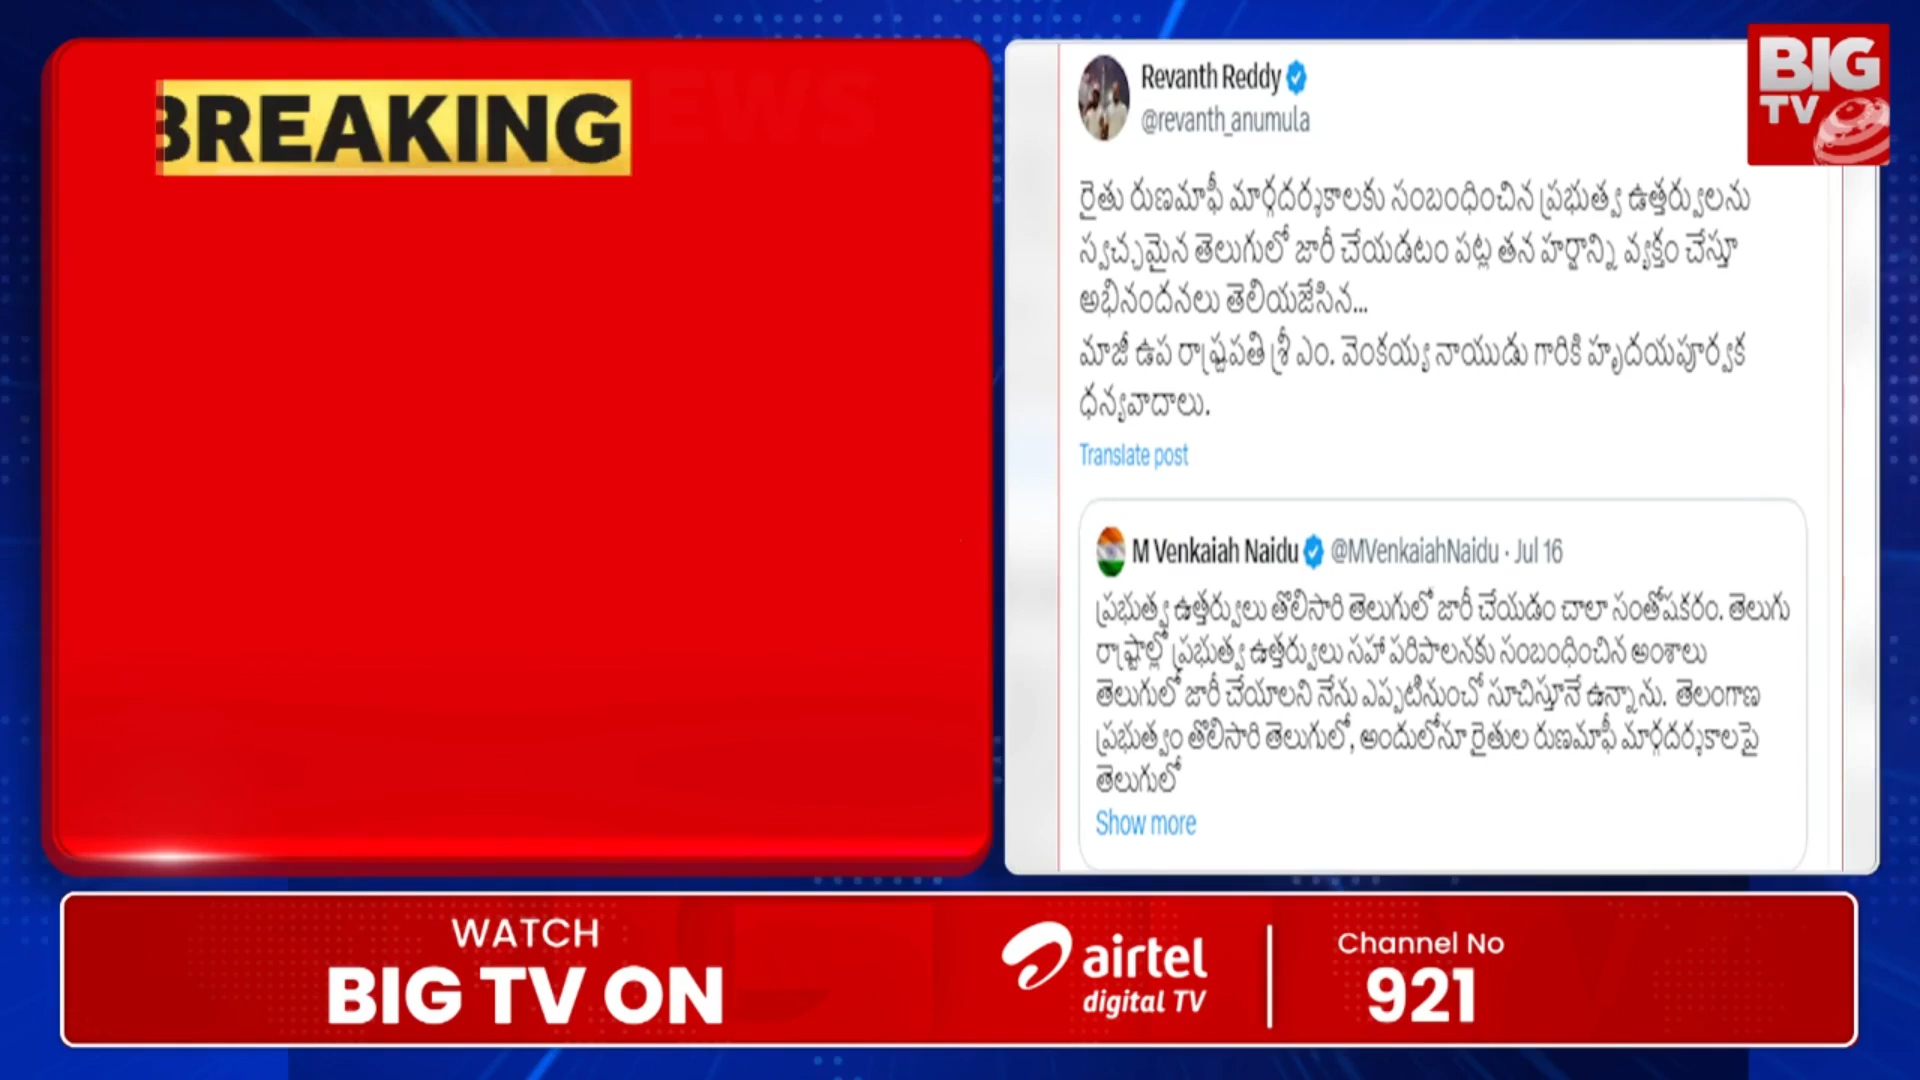 BREAKING
EWS
Revanth Reddy
@revanth_anumula
రైతు రుణమాఫీ మార్గదర్శకాలకు సంబంధించిన ప్రభుత్వ ఉత్తర్వులను
స్వచ్ఛమైన తెలుగులో జారీ చేయడటం పట్ల తన హర్షాన్ని వ్యక్తం చేస్తూ
అభినందనలు తెలియజేసిన...
మాజీ ఉప రాష్ట్రపతి శ్రీ ఎం. వెంకయ్య నాయుడు గారికి హృదయపూర్వక
ధన్యవాదాలు.
Translate post
M Venkaiah Naidu @MVenkaiahNaidu · Jul 16
ప్రభుత్వ ఉత్తర్వులు తొలిసారి తెలుగులో జారీ చేయడం చాలా సంతోషకరం. తెలుగు
రాష్ట్రాల్లో ప్రభుత్వ ఉత్తర్వులు సహా పరిపాలనకు సంబంధించిన అంశాలు
తెలుగులో జారీ చేయాలని నేను ఎప్పటినుంచో సూచిస్తూనే ఉన్నాను. తెలంగాణ
ప్రభుత్వం తొలిసారి తెలుగులో, అందులోనూ రైతుల రుణమాఫీ మార్గదర్శకాలపై
తెలుగులో
Show more
BIG
TV
WATCH
BIG TV ON
airtel
digital TV
Channel No
921